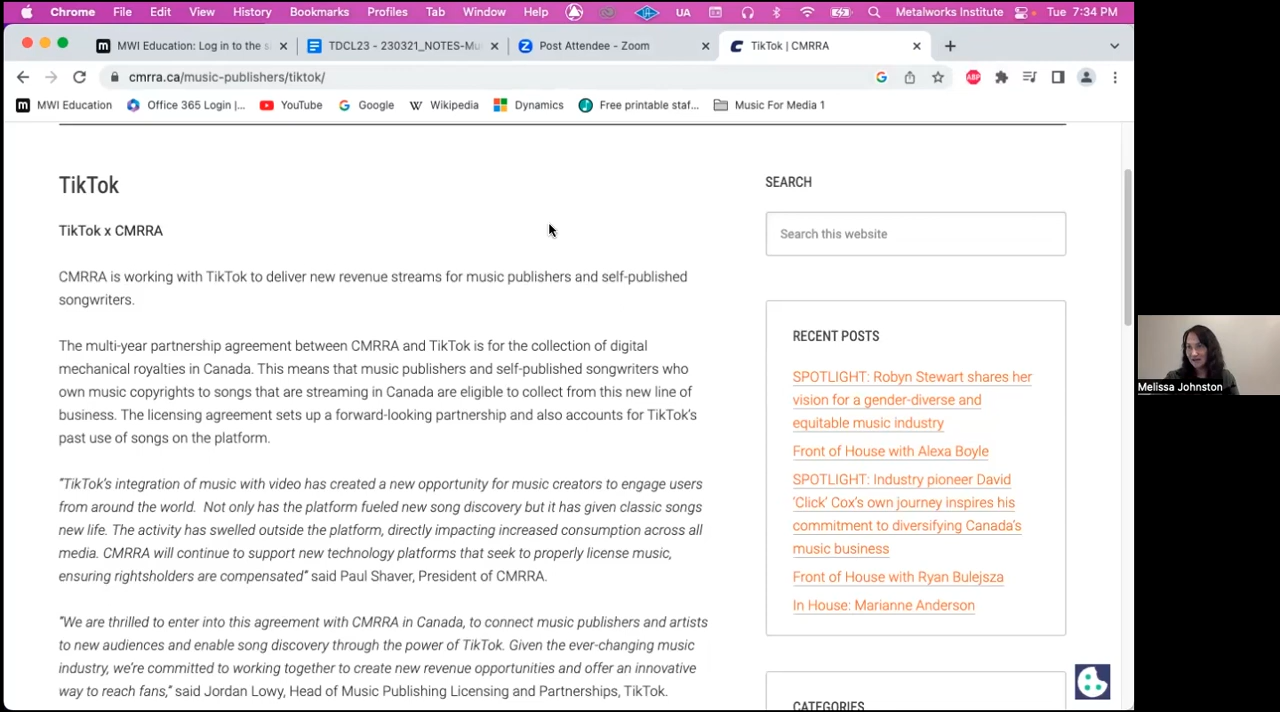 Chrome File Edit View History Bookmarks Profiles Tab Window Help UA Metalworks Institute Tue 7:34 PM
MWI Education: Log in to the s
TDCL23 - 230321_NOTES-Mu
Post Attendee - Zoom
TikTok | CMRRA
cmrra.ca/music-publishers/tiktok/
ABP
MWI Education Office 365 Login |... YouTube Google Wikipedia Dynamics Free printable staf... Music For Media 1
TikTok
TikTok x CMRRA
CMRRA is working with TikTok to deliver new revenue streams for music publishers and self-published
songwriters.
The multi-year partnership agreement between CMRRA and TikTok is for the collection of digital
mechanical royalties in Canada. This means that music publishers and self-published songwriters who
own music copyrights to songs that are streaming in Canada are eligible to collect from this new line of
business. The licensing agreement sets up a forward-looking partnership and also accounts for TikTok's
past use of songs on the platform.
"TikTok's integration of music with video has created a new opportunity for music creators to engage users
from around the world. Not only has the platform fueled new song discovery but it has given classic songs
new life. The activity has swelled outside the platform, directly impacting increased consumption across all
media. CMRRA will continue to support new technology platforms that seek to properly license music,
ensuring rightsholders are compensated" said Paul Shaver, President of CMRRA.
"We are thrilled to enter into this agreement with CMRRA in Canada, to connect music publishers and artists
to new audiences and enable song discovery through the power of TikTok. Given the ever-changing music
industry, we're committed to working together to create new revenue opportunities and offer an innovative
way to reach fans," said Jordan Lowy, Head of Music Publishing Licensing and Partnerships, TikTok.
SEARCH
Search this website
RECENT POSTS
SPOTLIGHT: Robyn Stewart shares her
vision for a gender-diverse and
equitable music industry
Front of House with Alexa Boyle
SPOTLIGHT: Industry pioneer David
'Click' Cox's own journey inspires his
commitment to diversifying Canada's
music business
Front of House with Ryan Bulejsza
In House: Marianne Anderson
CATEGORIES
Melissa Johnston